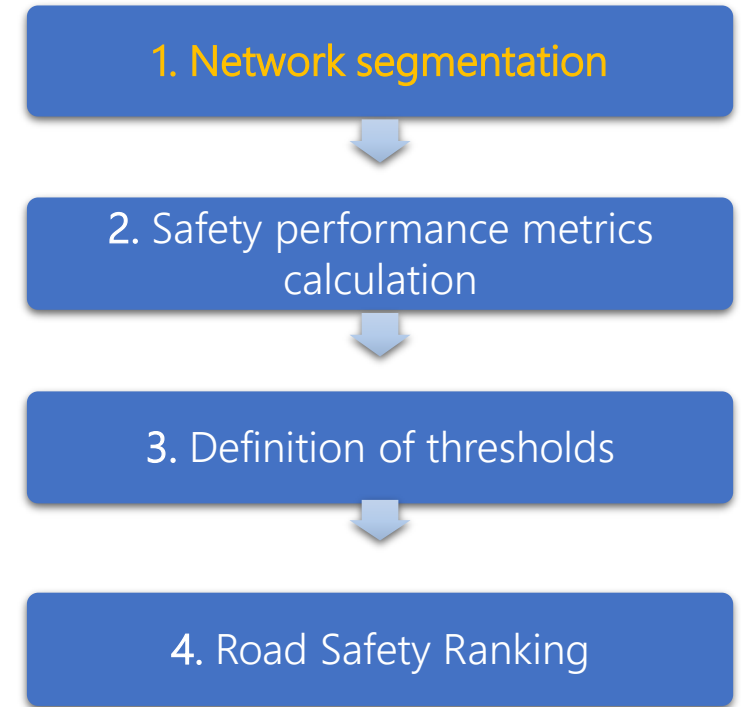 1. Network segmentation
2. Safety performance metrics
calculation
3. Definition of thresholds
4. Road Safety Ranking